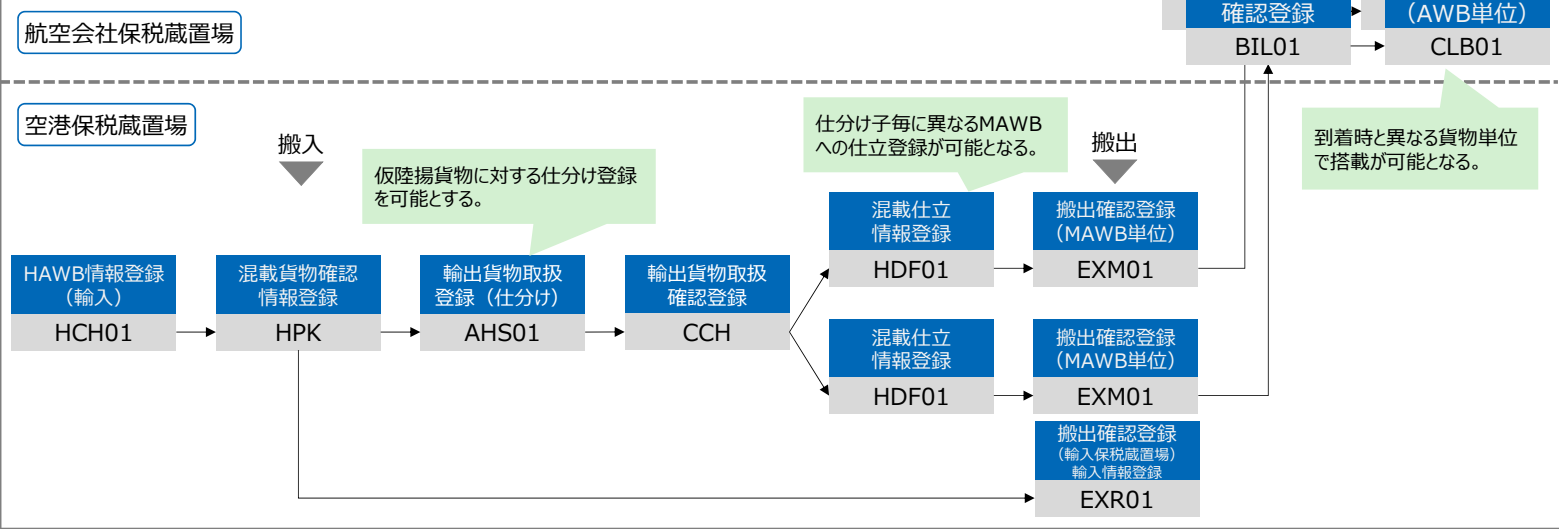 確認登録
（AWB単位）
航空会社保税蔵置場
BIL01
CLB01
空港保税蔵置場
搬入
仮陸揚貨物に対する仕分け登録
を可能とする。
仕分け子毎に異なるMAWB
への仕立登録が可能となる。
搬出
到着時と異なる貨物単位
で搭載が可能となる。
混載仕立
情報登録
HDF01
搬出確認登録
（MAWB単位）
EXM01
HAWB情報登録
（輸入）
HCH01
混載貨物確認
情報登録
HPK
輸出貨物取扱
登録（仕分け）
AHS01
輸出貨物取扱
確認登録
CCH
混載仕立
情報登録
HDF01
搬出確認登録
（MAWB単位）
EXM01
搬出確認登録
（輸入保税蔵置場）
輸入情報登録
EXR01